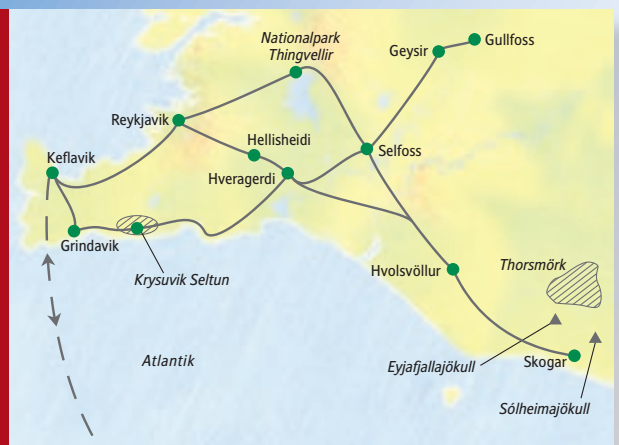 Nationalpark
Thingvellir
Geysir
Gullfoss
Reykjavik
Hellisheidi
Selfoss
Keflavik
Hveragerdi
Grindavik
Krysuvik Seltun
Hvolsvöllur
Thorsmörk
Atlantik
Eyjafjallajökull
Skogar
Sólheimajökull